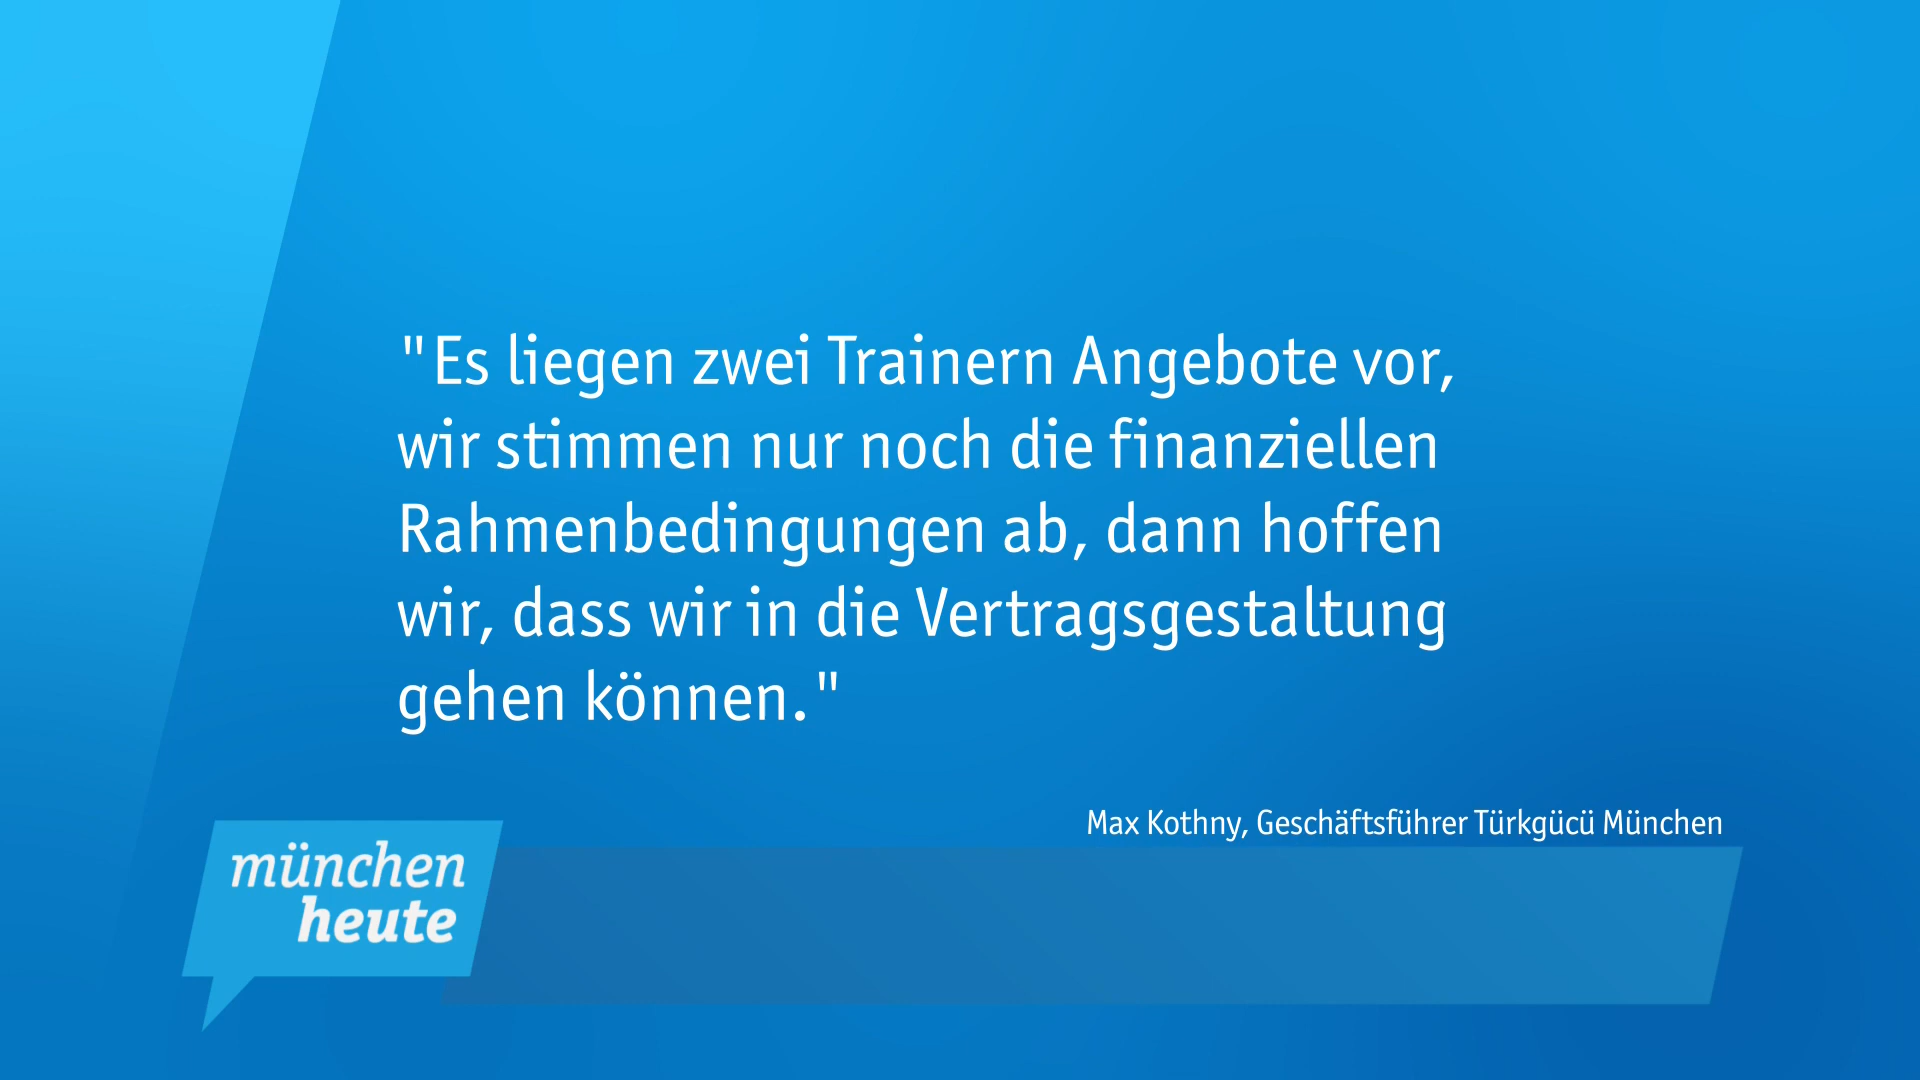 "Es liegen zwei Trainern Angebote vor,
wir stimmen nur noch die finanziellen
Rahmenbedingungen ab, dann hoffen
wir, dass wir in die Vertragsgestaltung
gehen können."
Max Kothny, Geschäftsführer Türkgücü München
münchen
heute